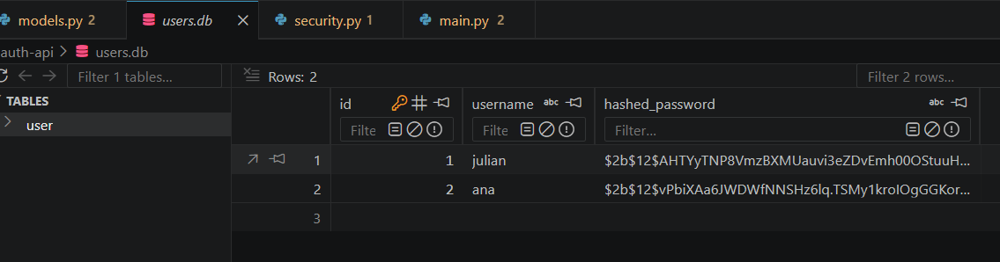 models.py 2 users.db security.py 1 main.py 2
auth-api > users.db
Filter 1 tables... Rows: 2 Filter 2 rows...
TABLES id username abc hashed_password abc
user Filte Filte Filter...
1 1 julian $2b$12$AHTYyTNP8VmzBXMUauvi3eZDvEmh00OStuuH...
2 2 ana $2b$12$vPbiXAa6JWDWfNNSHz6lq.TSMy1kroIOgGGKor...
3